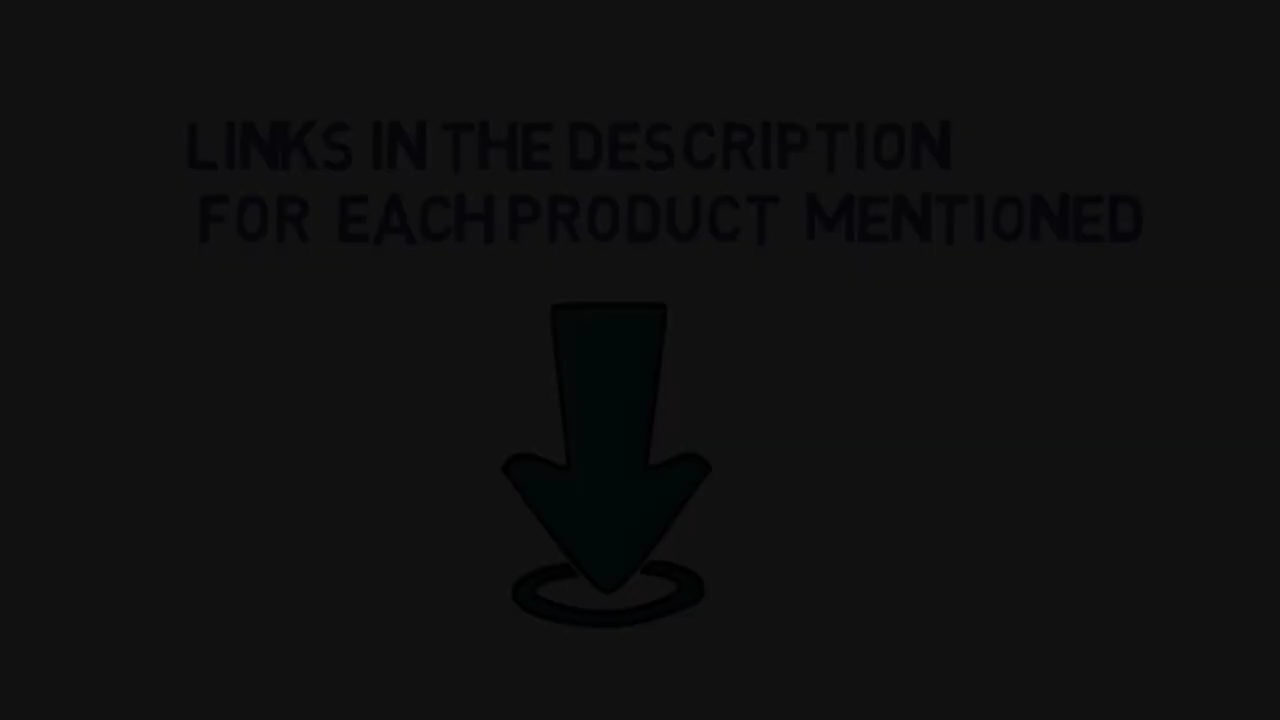 LINKS IN THE DESCRIPTION
FOR EACH PRODUCT MENTIONED